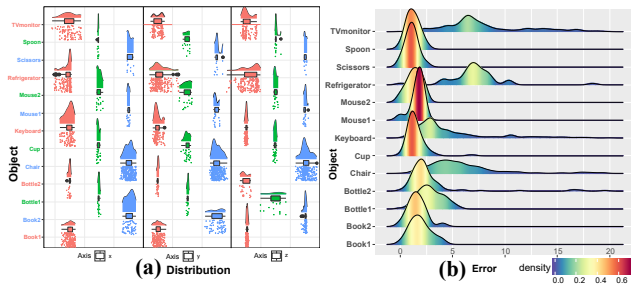 TVmonitor
Spoon
Scissors
Refrigerator
Mouse2
Mouse1
Keyboard
Cup
Chair
Bottle2
Bottle1
Book2
Book1
Object
Axis x
Axis y
Axis z
(a) Distribution
TVmonitor
Spoon
Scissors
Refrigerator
Mouse2
Mouse1
Keyboard
Cup
Chair
Bottle2
Bottle1
Book2
Book1
Object
0 5 10 15 20
(b) Error
density
0.0 0.2 0.4 0.6